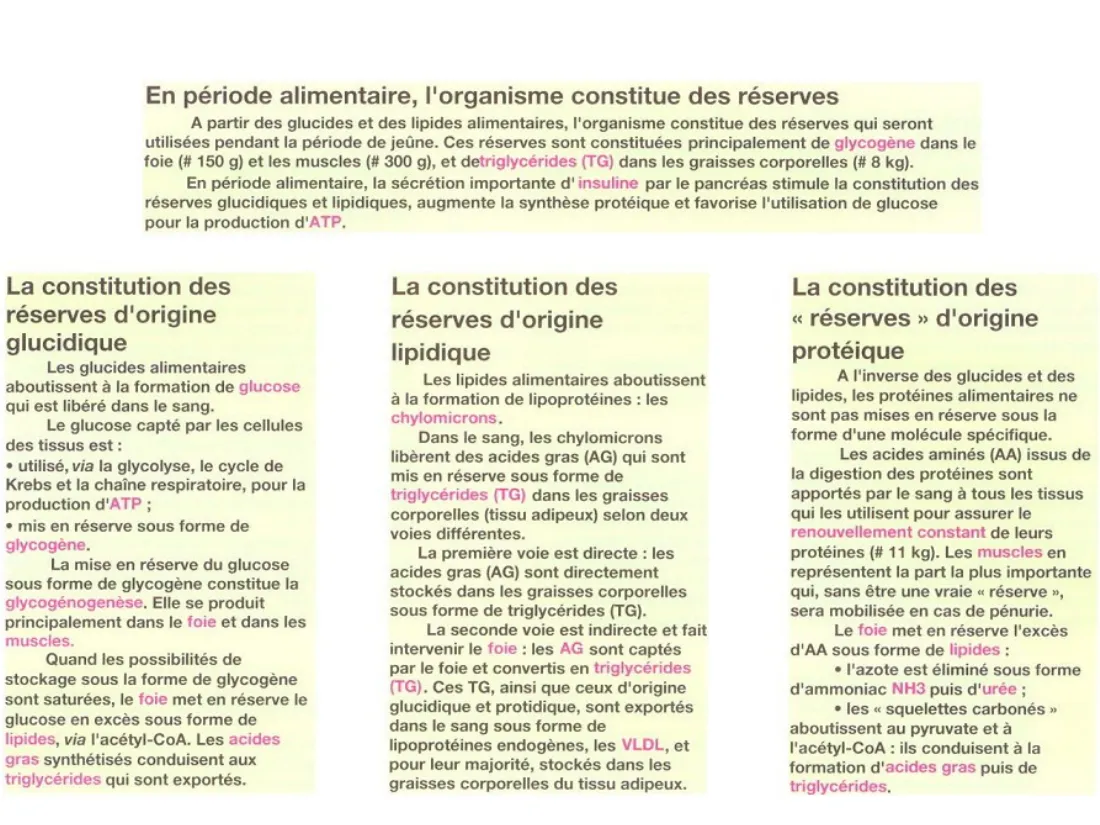 En période alimentaire, l'organisme constitue des réserves
A partir des glucides et des lipides alimentaires, l'organisme constitue des réserves qui seront
utilisées pendant la période de jeûne. Ces réserves sont constituées principalement de glycogène dans le
foie (# 150 g) et les muscles (# 300 g), et detriglycérides (TG) dans les graisses corporelles (# 8 kg).
En période alimentaire, la sécrétion importante d'insuline par le pancréas stimule la constitution des
réserves glucidiques et lipidiques, augmente la synthèse protéique et favorise l'utilisation de glucose
pour la production d'ATP.
La constitution des
réserves d'origine
glucidique
Les glucides alimentaires
aboutissent à la formation de glucose
qui est libéré dans le sang.
Le glucose capté par les cellules
des tissus est :
• utilisé, via la glycolyse, le cycle de
Krebs et la chaîne respiratoire, pour la
production d'ATP ;
• mis en réserve sous forme de
glycogène.
La mise en réserve du glucose
sous forme de glycogène constitue la
glycogénogenèse. Elle se produit
principalement dans le foie et dans les
muscles.
Quand les possibilités de
stockage sous la forme de glycogène
sont saturées, le foie met en réserve le
glucose en excès sous forme de
lipides, via l'acétyl-CoA. Les acides
gras synthétisés conduisent aux
triglycérides qui sont exportés.
La constitution des
réserves d'origine
lipidique
Les lipides alimentaires aboutissent
à la formation de lipoprotéines : les
chylomicrons.
Dans le sang, les chylomicrons
libèrent des acides gras (AG) qui sont
mis en réserve sous forme de
triglycérides (TG) dans les graisses
corporelles (tissu adipeux) selon deux
voies différentes.
La première voie est directe : les
acides gras (AG) sont directement
stockés dans les graisses corporelles
sous forme de triglycérides (TG).
La seconde voie est indirecte et fait
intervenir le foie : les AG sont captés
par le foie et convertis en triglycérides
(TG). Ces TG, ainsi que ceux d'origine
glucidique et protidique, sont exportés
dans le sang sous forme de
lipoprotéines endogènes, les VLDL, et
pour leur majorité, stockés dans les
graisses corporelles du tissu adipeux.
La constitution des
« réserves » d'origine
protéique
A l'inverse des glucides et des
lipides, les protéines alimentaires ne
sont pas mises en réserve sous la
forme d'une molécule spécifique.
Les acides aminés (AA) issus de
la digestion des protéines sont
apportés par le sang à tous les tissus
qui les utilisent pour assurer le
renouvellement constant de leurs
protéines (# 11 kg). Les muscles en
représentent la part la plus importante
qui, sans être une vraie « réserve »,
sera mobilisée en cas de pénurie.
Le foie met en réserve l'excès
d'AA sous forme de lipides :
• l'azote est éliminé sous forme
d'ammoniac NH3 puis d'urée ;
• les « squelettes carbonés »
aboutissent au pyruvate et à
l'acétyl-CoA : ils conduisent à la
formation d'acides gras puis de
triglycérides.